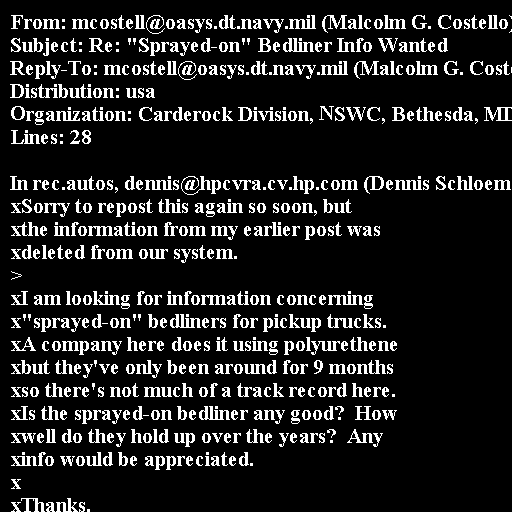 From: mcostell@oasys.dt.navy.mil (Malcolm G. Costello)
Subject: Re: "Sprayed-on" Bedliner Info Wanted
Reply-To: mcostell@oasys.dt.navy.mil (Malcolm G.
Distribution: usa
Organization: Carderock Division, NSWC, Bethesda, MD
Lines: 28

In rec.autos, dennis@hpcvra.cv.hp.com (Dennis
xSorry to repost this again so soon, but
xthe information from my earlier post was
xdeleted from our system.
>
xI am looking for information concerning
x"sprayed-on" bedliners for pickup trucks.
xA company here does it using polyurethene
xbut they've only been around for 9 months
xso there's not much of a track record here.
xIs the sprayed-on bedliner any good?  How
xwell do they hold up over the years?  Any
xinfo would be appreciated.
x
xThanks.